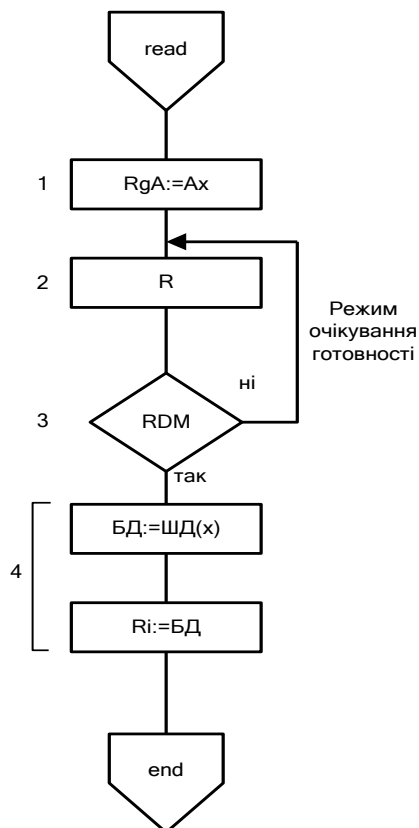 read
1
RgA:=Ax
2
R
Режим
очікування
готовності
ні
3
RDM
так
БД:=ШД(x)
4
Ri:=БД
end